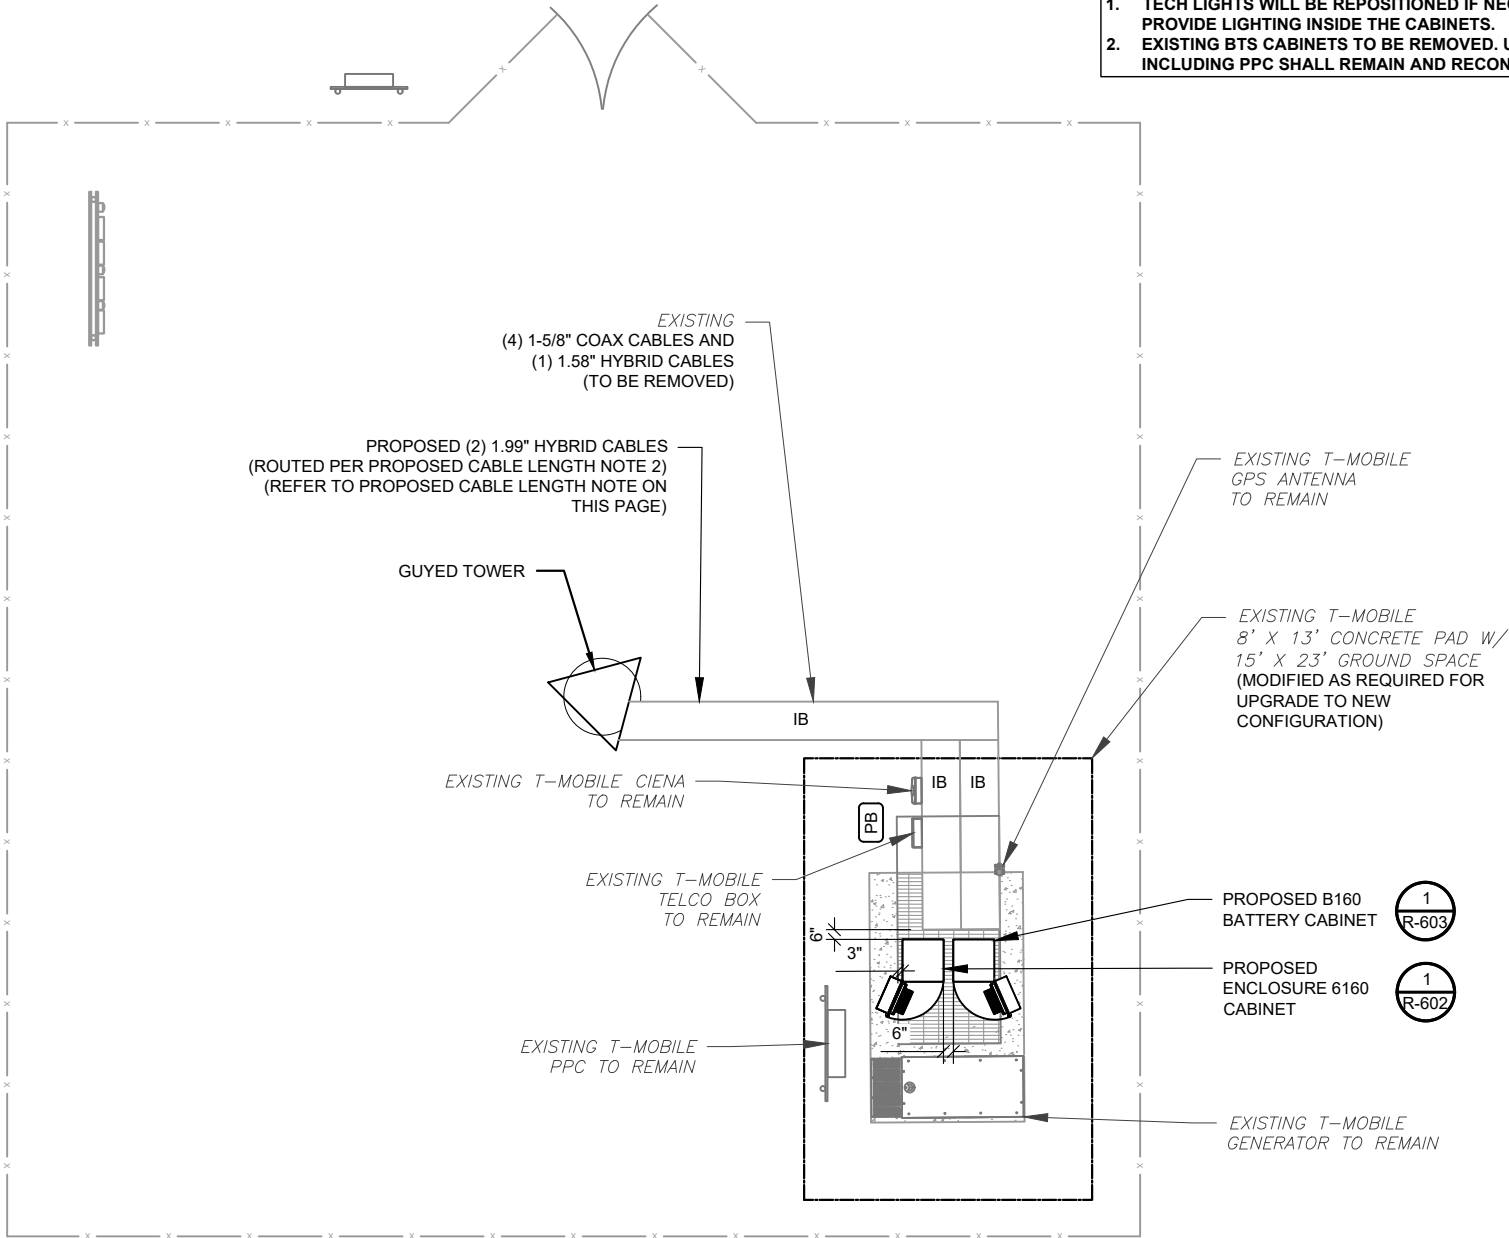 1. TECH LIGHTS WILL BE REPOSITIONED IF
PROVIDE LIGHTING INSIDE THE CABINETS.
2. EXISTING BTS CABINETS TO BE REMOVED.
INCLUDING PPC SHALL REMAIN AND
EXISTING
(4) 1-5/8" COAX CABLES AND
(1) 1.58" HYBRID CABLES
(TO BE REMOVED)
PROPOSED (2) 1.99" HYBRID CABLES
(ROUTED PER PROPOSED CABLE LENGTH NOTE 2)
(REFER TO PROPOSED CABLE LENGTH NOTE ON
THIS PAGE)
GUYED TOWER
EXISTING T-MOBILE
GPS ANTENNA
TO REMAIN
EXISTING T-MOBILE
8' X 13' CONCRETE PAD W/
15' X 23' GROUND SPACE
(MODIFIED AS REQUIRED FOR
UPGRADE TO NEW
CONFIGURATION)
IB
EXISTING T-MOBILE CIENA
TO REMAIN
IB
IB
PB
EXISTING T-MOBILE
TELCO BOX
TO REMAIN
6"
3"
PROPOSED B160
BATTERY CABINET
1
R-603
PROPOSED
ENCLOSURE 6160
CABINET
1
R-602
6"
EXISTING T-MOBILE
PPC TO REMAIN
EXISTING T-MOBILE
GENERATOR TO REMAIN